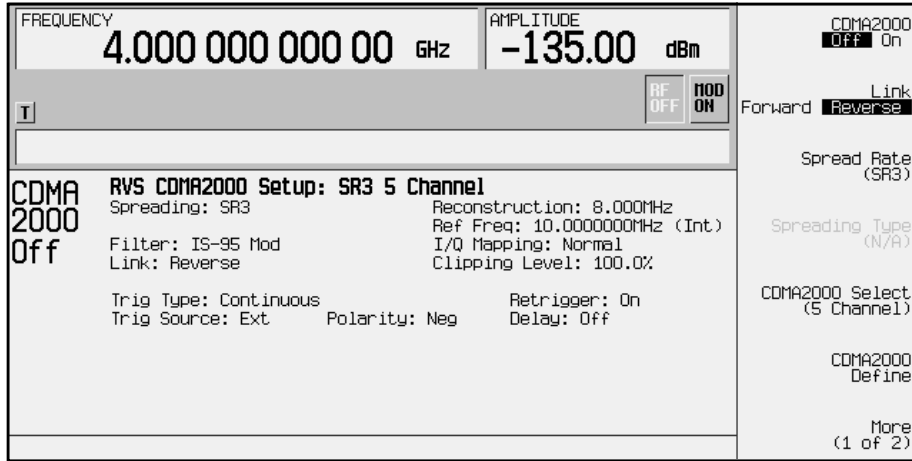 FREQUENCY
4.000 000 000 00 GHz
AMPLITUDE
-135.00 dBm
RF OFF
MOD ON
T
CDMA 2000 Off
RVS CDMA2000 Setup: SR3 5 Channel
Spreading: SR3 Reconstruction: 8.000MHz
Ref Freq: 10.0000000MHz (Int)
Filter: IS-95 Mod I/Q Mapping: Normal
Link: Reverse Clipping Level: 100.0%
Trig Type: Continuous Retrigger: On
Trig Source: Ext Polarity: Neg Delay: Off
CDMA2000
Off On
Link
Forward Reverse
Spread Rate
(SR3)
Spreading Type
(N/A)
CDMA2000 Select
(5 Channel)
CDMA2000
Define
More
(1 of 2)